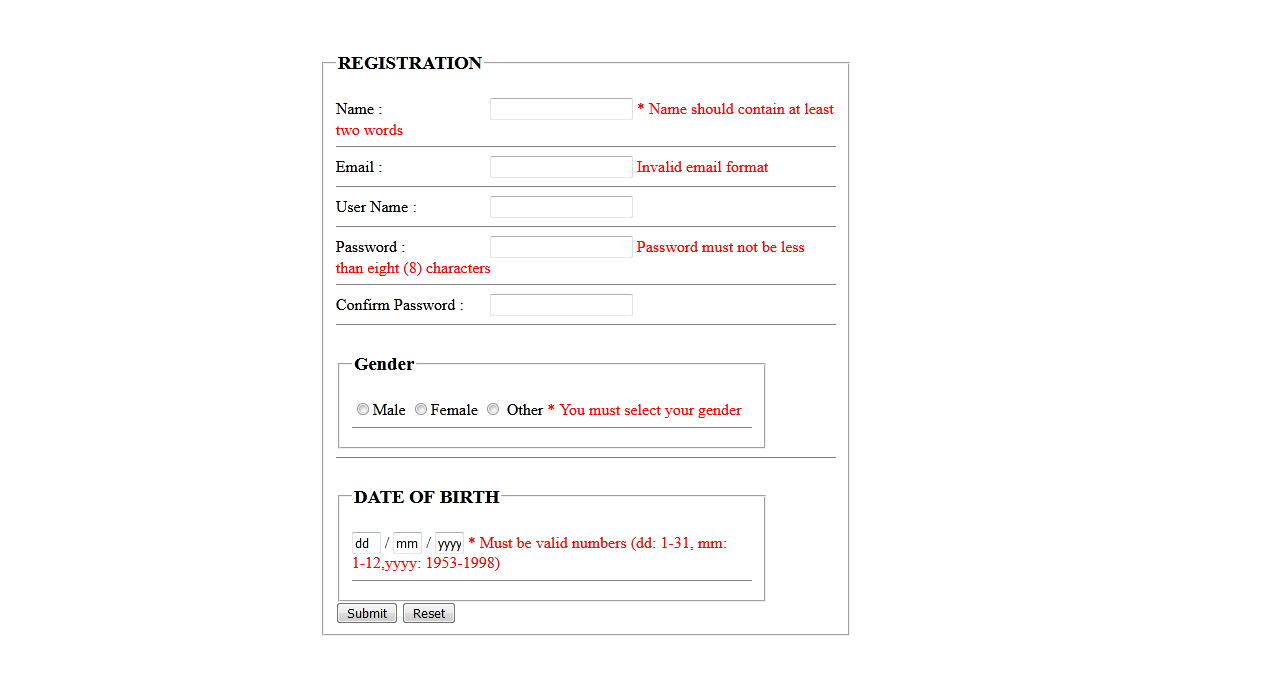 REGISTRATION
Name : * Name should contain at least
two words
Email : Invalid email format
User Name :
Password : Password must not be less
than eight (8) characters
Confirm Password :
Gender
Male Female Other * You must select your gender
DATE OF BIRTH
dd / mm / yyyy * Must be valid numbers (dd: 1-31, mm:
1-12,yyyy: 1953-1998)
Submit Reset